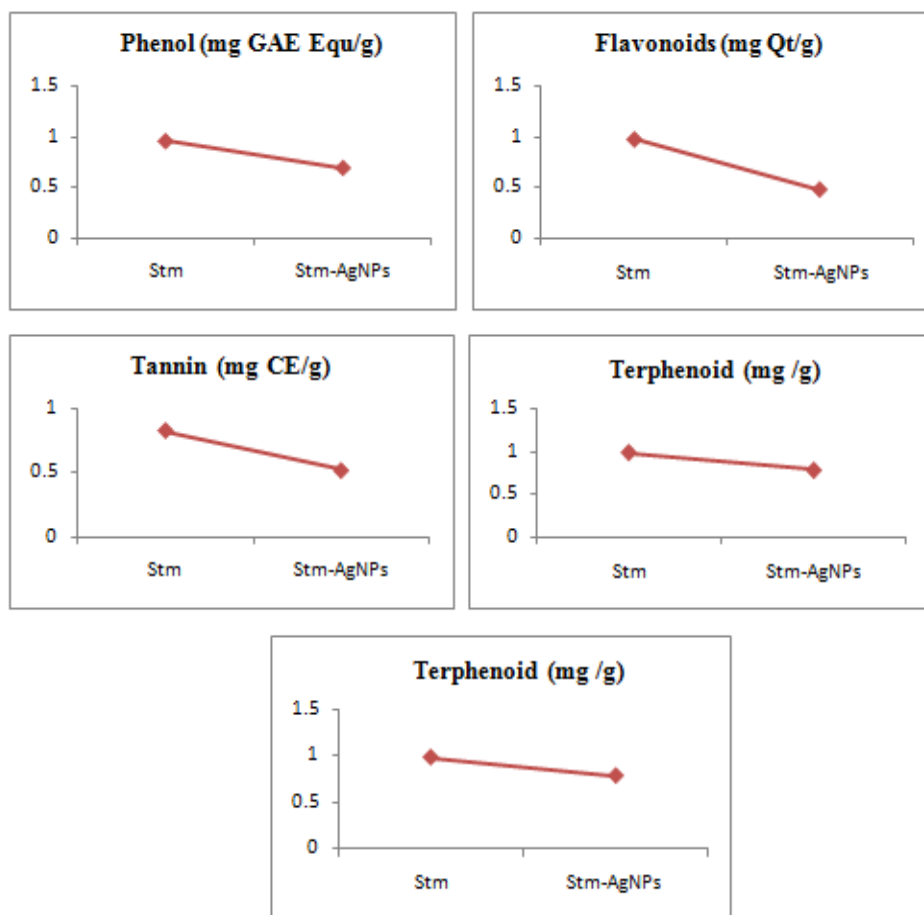 Phenol (mg GAE Equ/g)
1.5
1
0.5
0
Stm Stm-AgNPs
Flavonoids (mg Qt/g)
1.5
1
0.5
0
Stm Stm-AgNPs
Tannin (mg CE/g)
1
0.5
0
Stm Stm-AgNPs
Terphenoid (mg /g)
1.5
1
0.5
0
Stm Stm-AgNPs
Terphenoid (mg /g)
1.5
1
0.5
0
Stm Stm-AgNPs